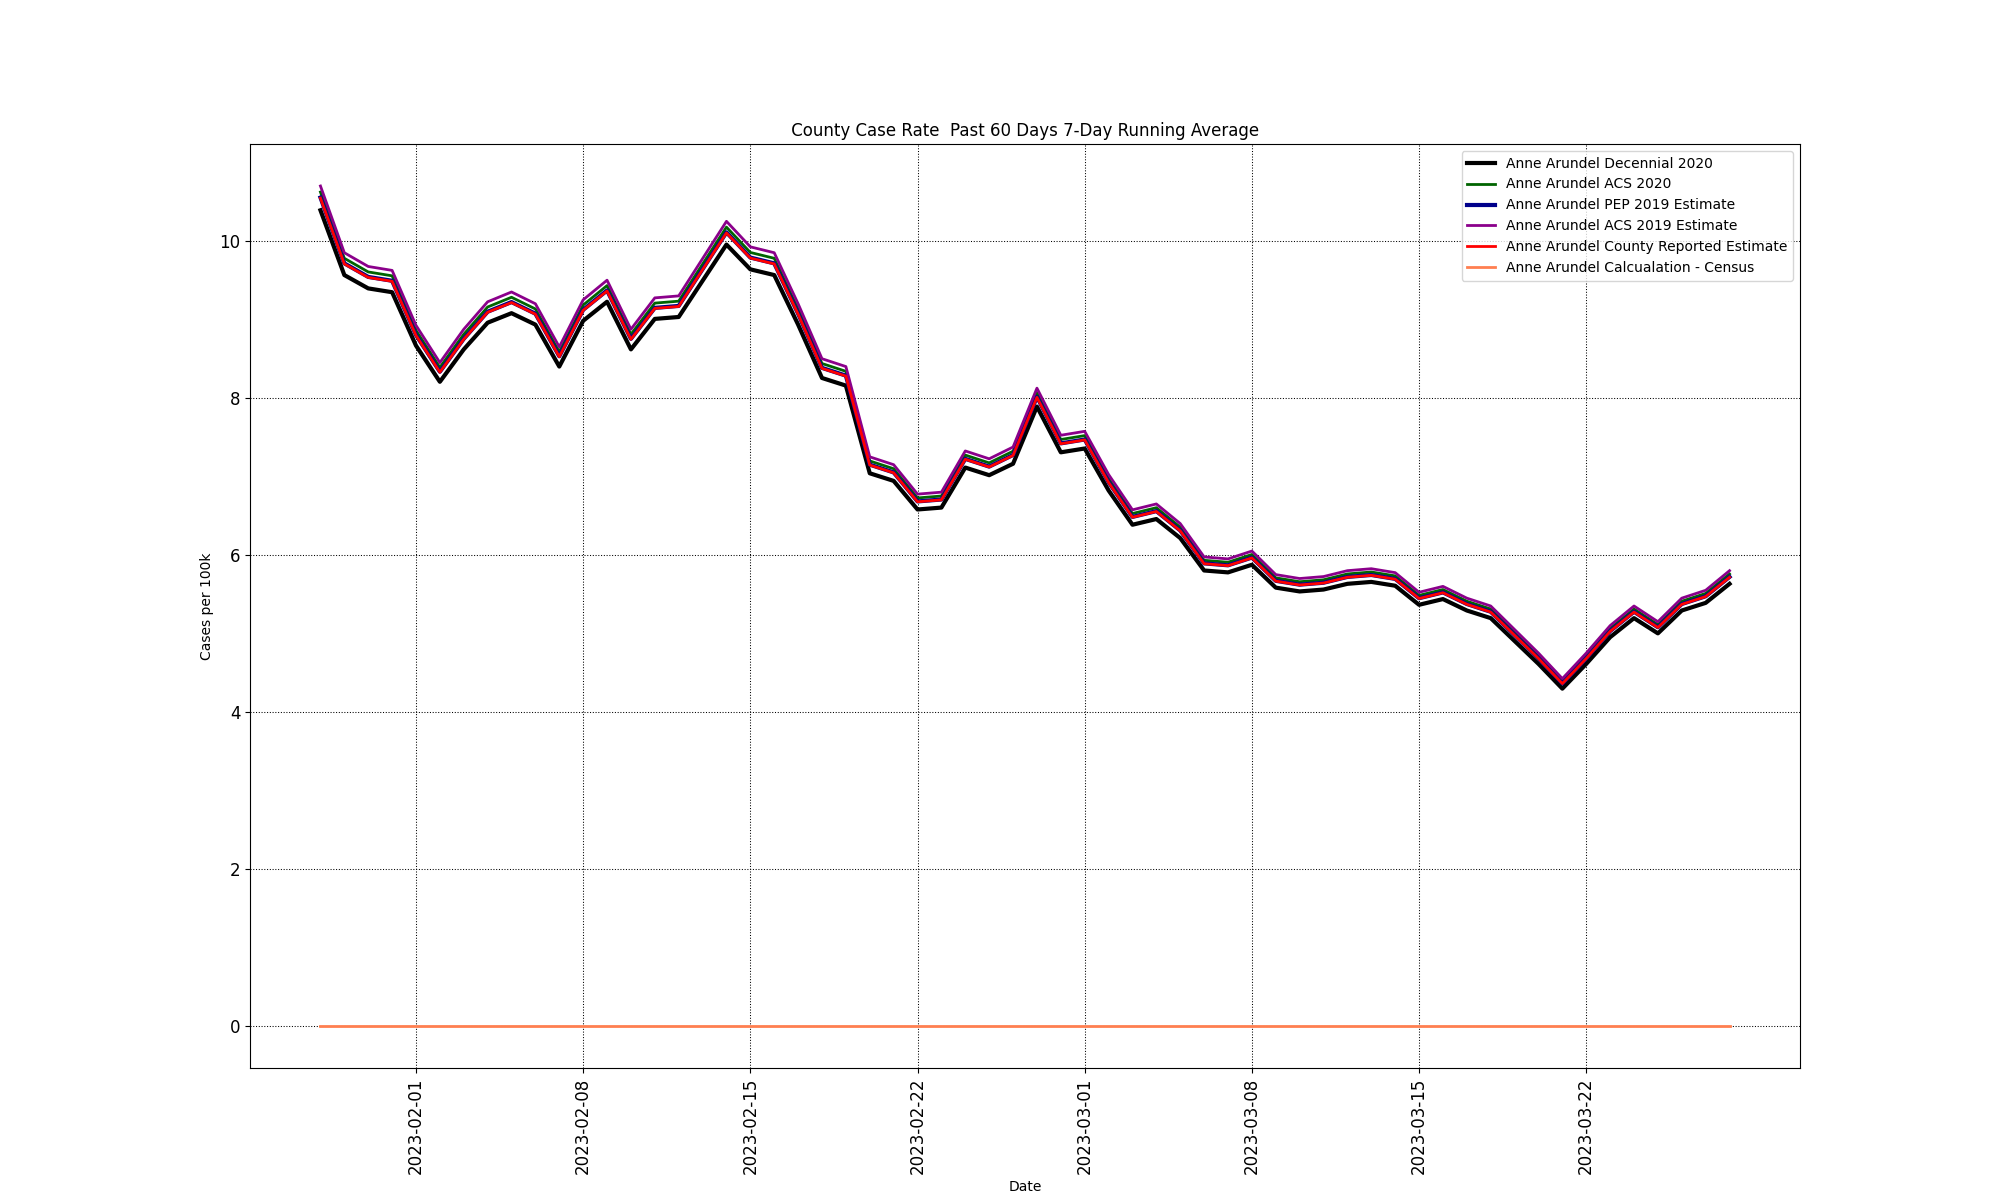 County Case Rate  Past 60 Days 7-Day Running Average
Anne Arundel Decennial 2020
Anne Arundel ACS 2020
Anne Arundel PEP 2019 Estimate
Anne Arundel ACS 2019 Estimate
Anne Arundel County Reported Estimate
Anne Arundel Calcualation - Census
Cases per 100k
10
8
6
4
2
0
2023-02-01
2023-02-08
2023-02-15
2023-02-22
2023-03-01
2023-03-08
2023-03-15
2023-03-22
Date